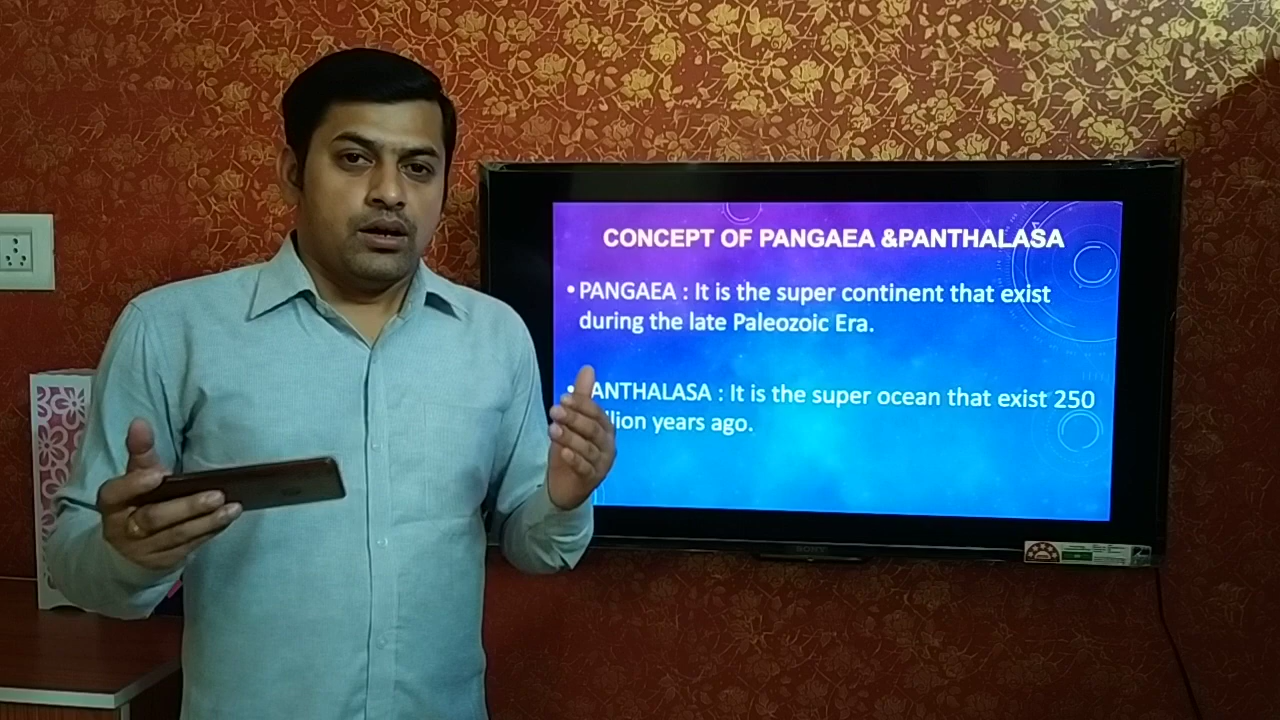 CONCEPT OF PANGAEA &PANTHALASA
• PANGAEA : It is the super continent that exist
during the late Paleozoic Era.
• ANTHALASA : It is the super ocean that exist 250
years ago.
SONY